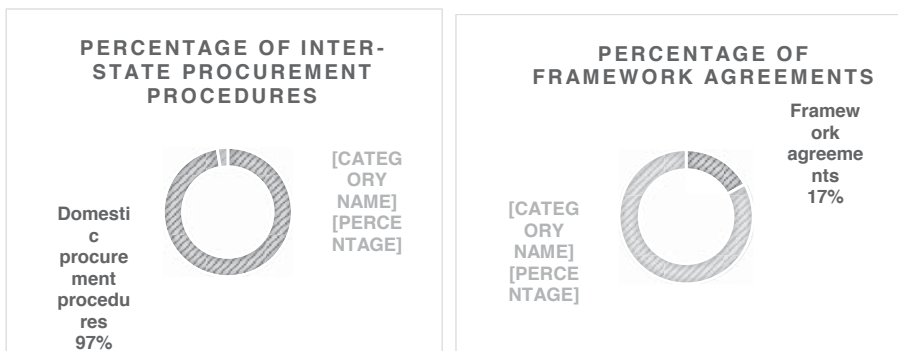 PERCENTAGE OF INTER-
STATE PROCUREMENT
PROCEDURES
[CATEG
ORY
NAME]
[PERCE
NTAGE]
Domesti
c
procure
ment
procedu
res
97%
PERCENTAGE OF
FRAMEWORK AGREEMENTS
Framew
ork
agreeme
nts
17%
[CATEG
ORY
NAME]
[PERCE
NTAGE]